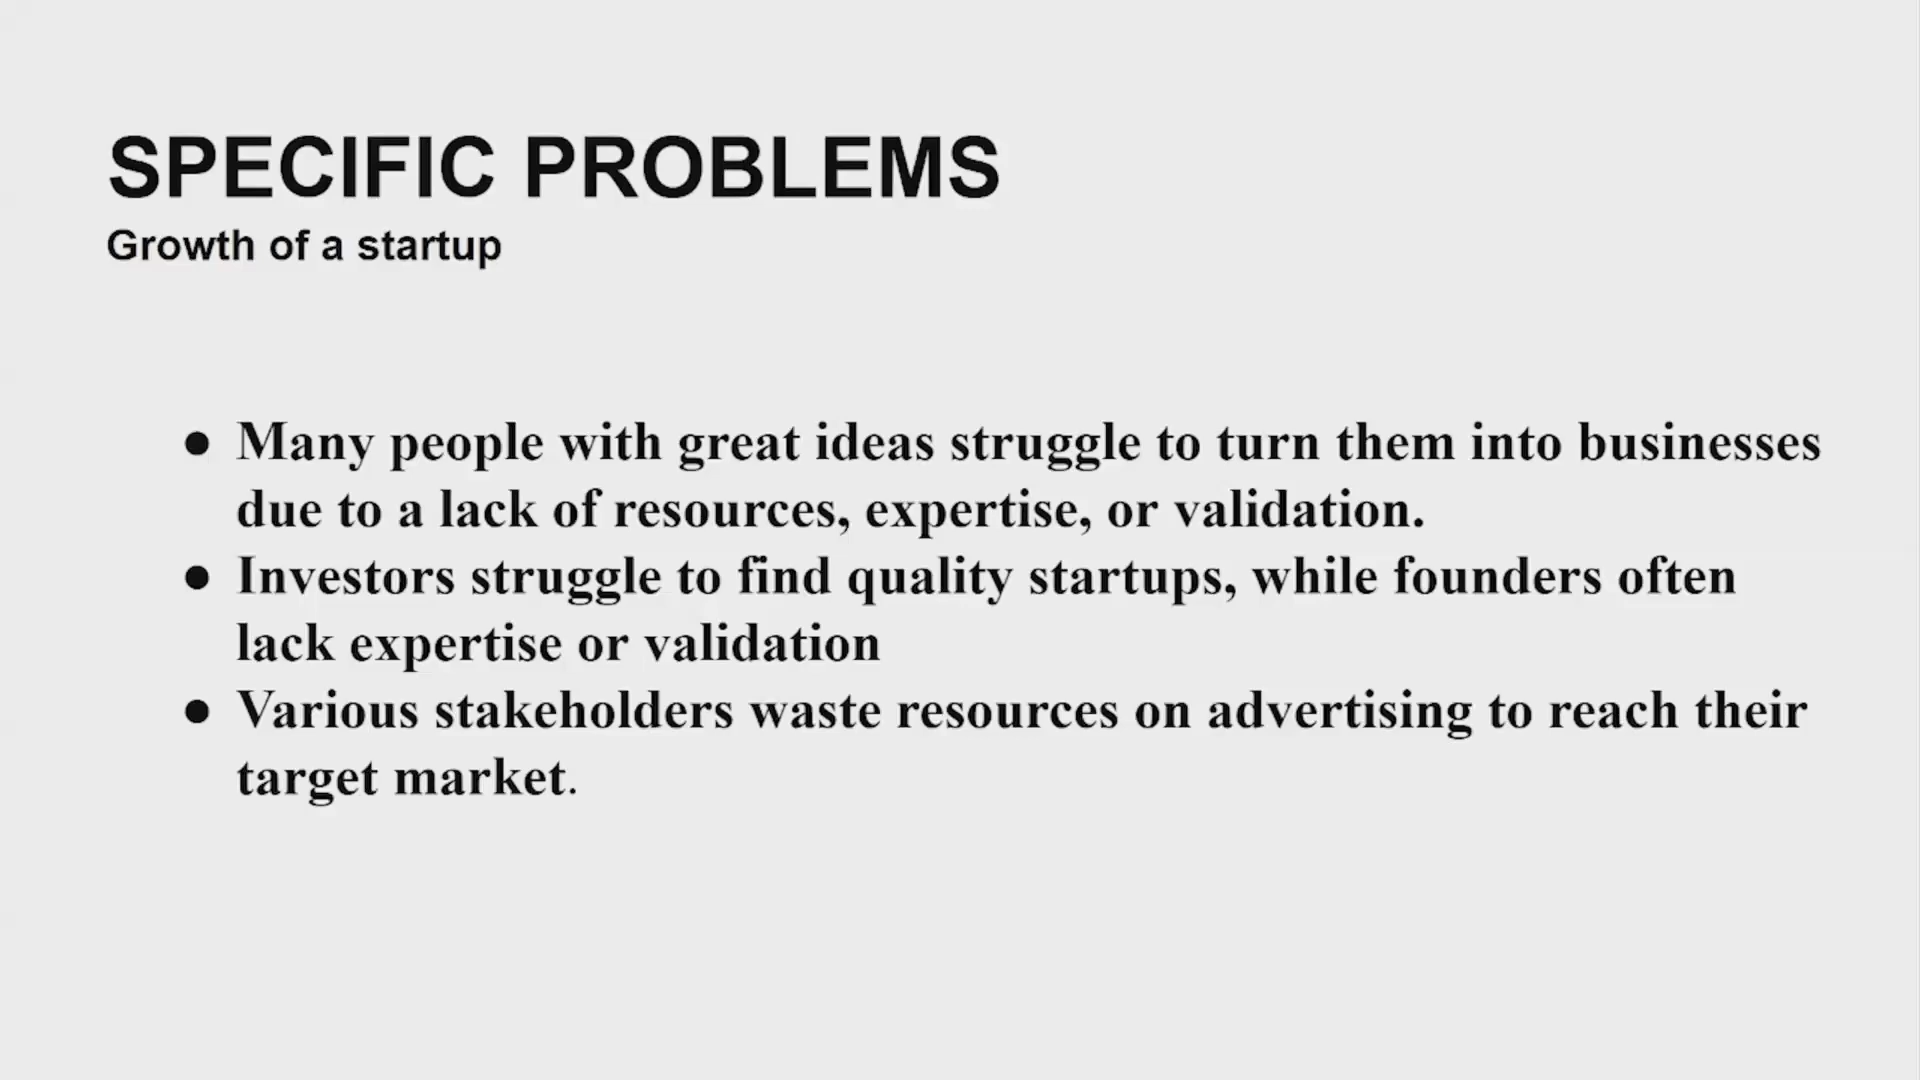 SPECIFIC PROBLEMS
Growth of a startup
● Many people with great ideas struggle to turn them into businesses
due to a lack of resources, expertise, or validation.
● Investors struggle to find quality startups, while founders often
lack expertise or validation
● Various stakeholders waste resources on advertising to reach their
target market.